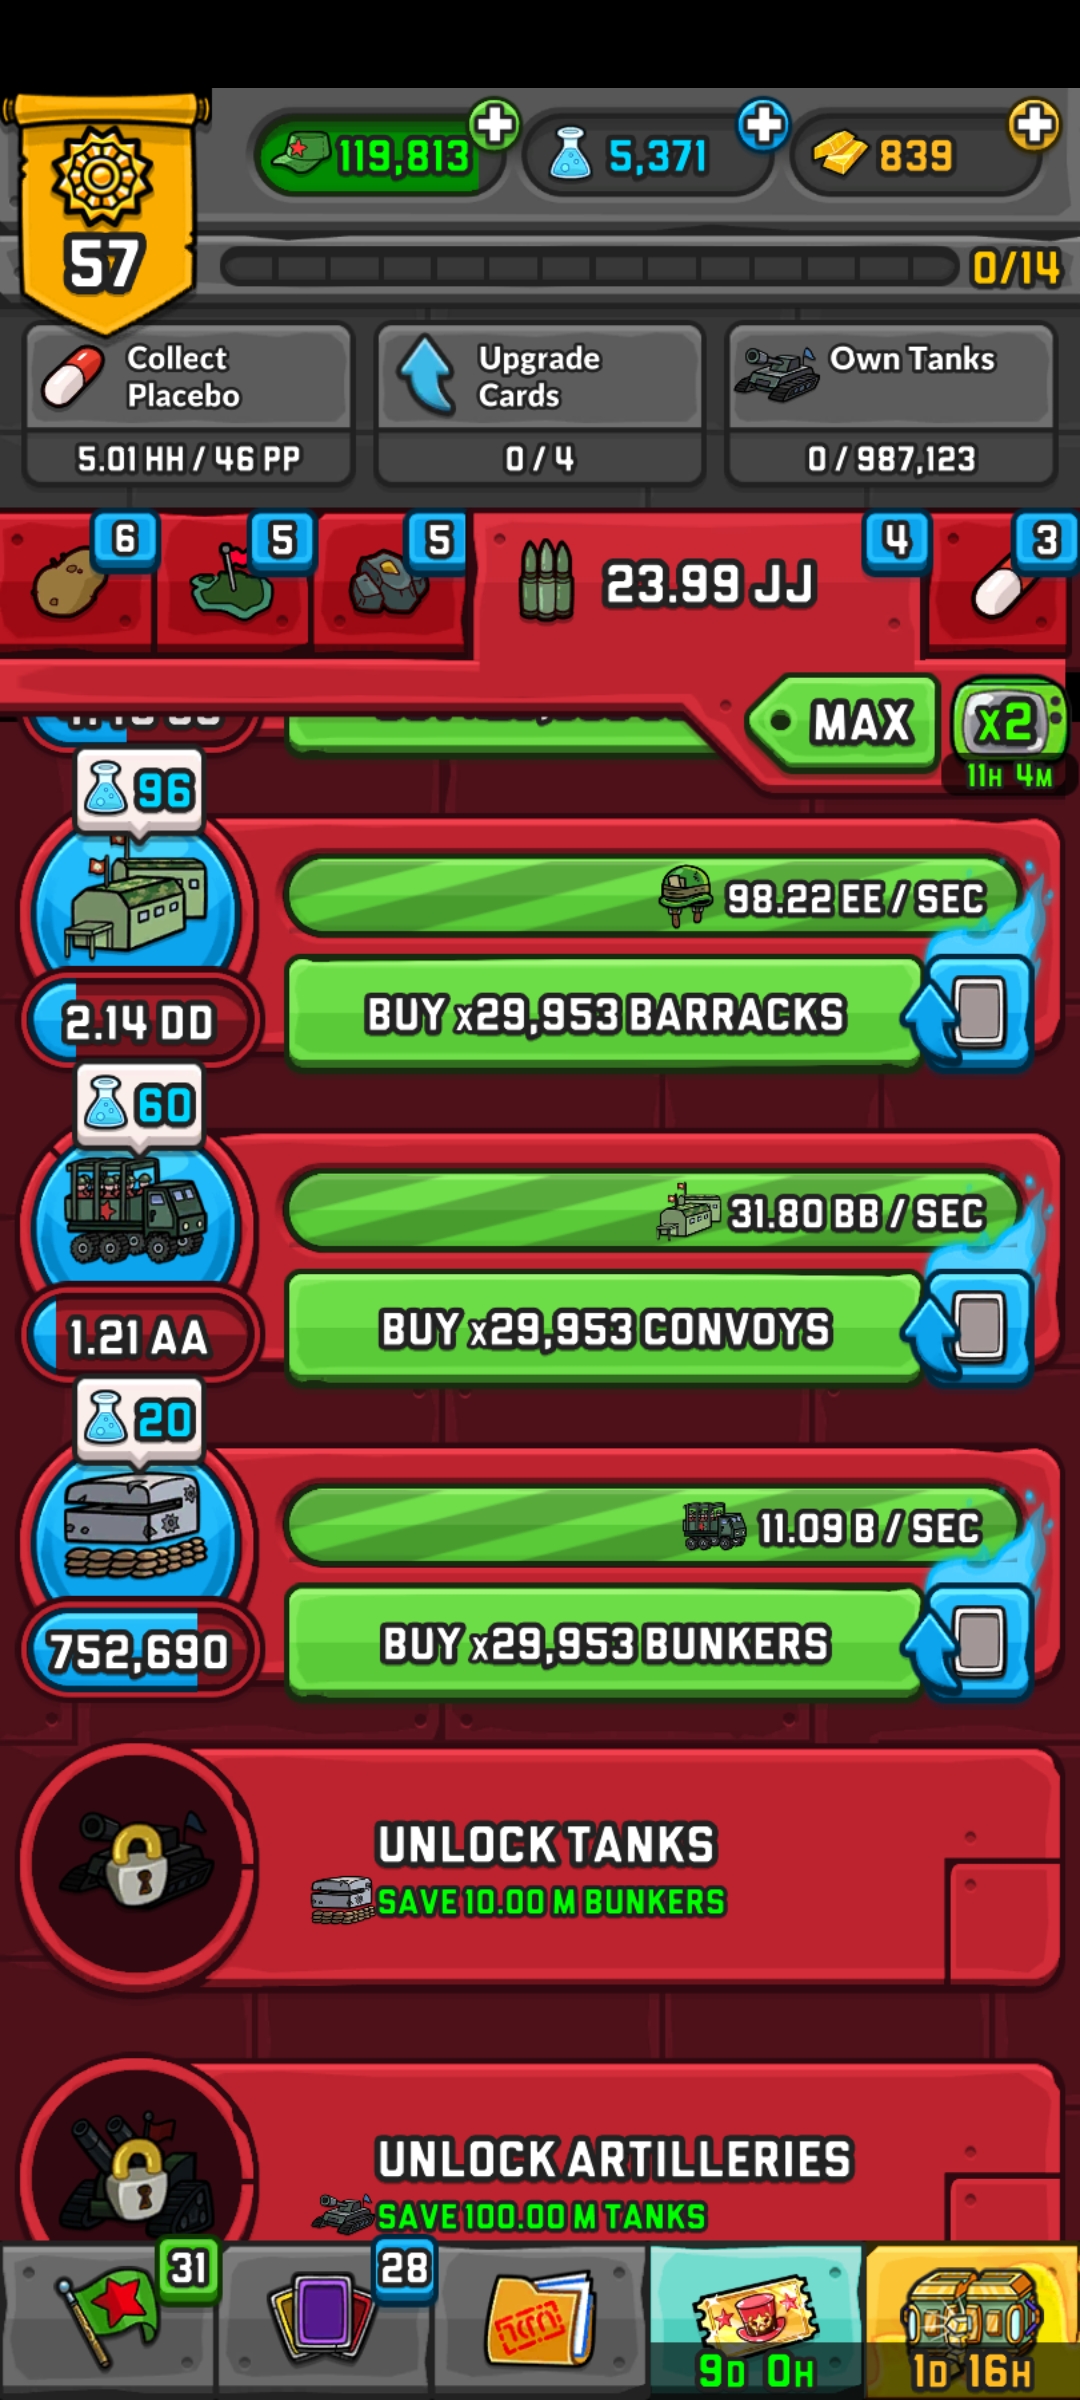 119,813
5,371
839
57
0/14
Collect
Placebo
5.01 HH / 46 PP
Upgrade
Cards
0 / 4
Own Tanks
0 / 987,123
6
5
5
23.99 JJ
4
3
MAX
x2
11H 4M
96
98.22 EE / SEC
2.14 DD
BUY x29,953 BARRACKS
60
31.80 BB / SEC
1.21 AA
BUY x29,953 CONVOYS
20
11.09 B / SEC
752,690
BUY x29,953 BUNKERS
UNLOCK TANKS
SAVE 10.00 M BUNKERS
UNLOCK ARTILLERIES
SAVE 100.00 M TANKS
31
28
9D 0H
1D 16H